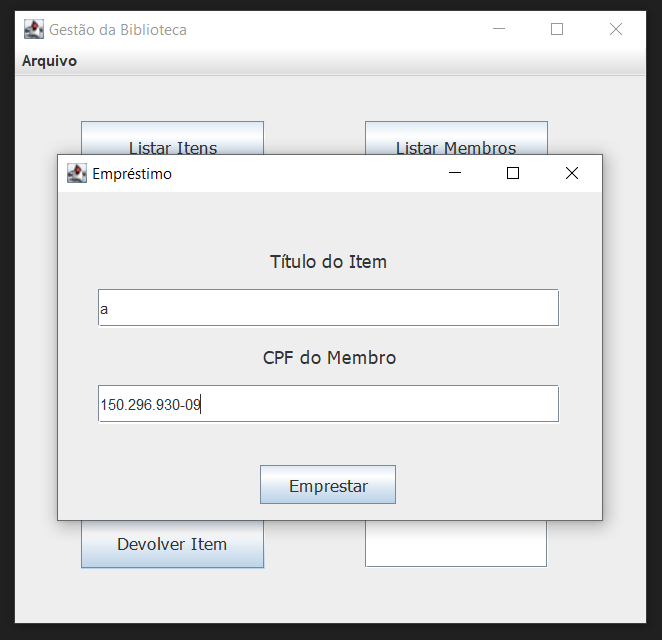 Gestão da Biblioteca
Arquivo
Listar Itens
Listar Membros
Empréstimo
Título do Item
a
CPF do Membro
150.296.930-09
Emprestar
Devolver Item